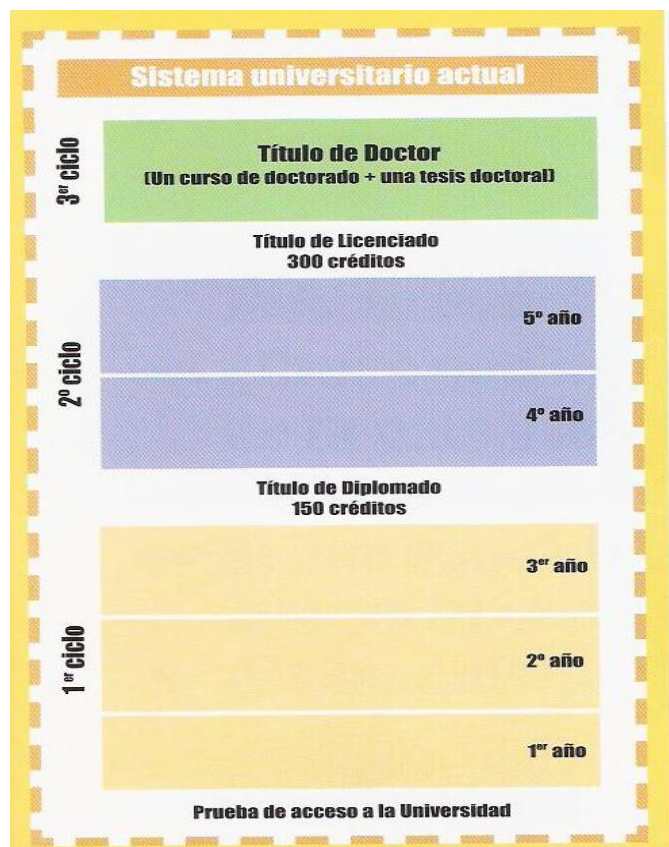 Sistema universitario actual
3er ciclo
Título de Doctor
(Un curso de doctorado + una tesis doctoral)
Título de Licenciado
300 créditos
2º ciclo
5º año
4º año
Título de Diplomado
150 créditos
1er ciclo
3er año
2º año
1er año
Prueba de acceso a la Universidad